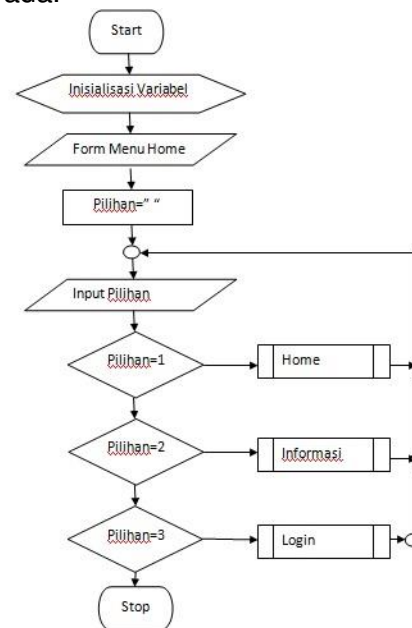 ada.
Start
Inisialisasi Variabel
Form Menu Home
Pilihan=” “
Input Pilihan
Pilihan=1
Home
Pilihan=2
Informasi
Pilihan=3
Login
Stop